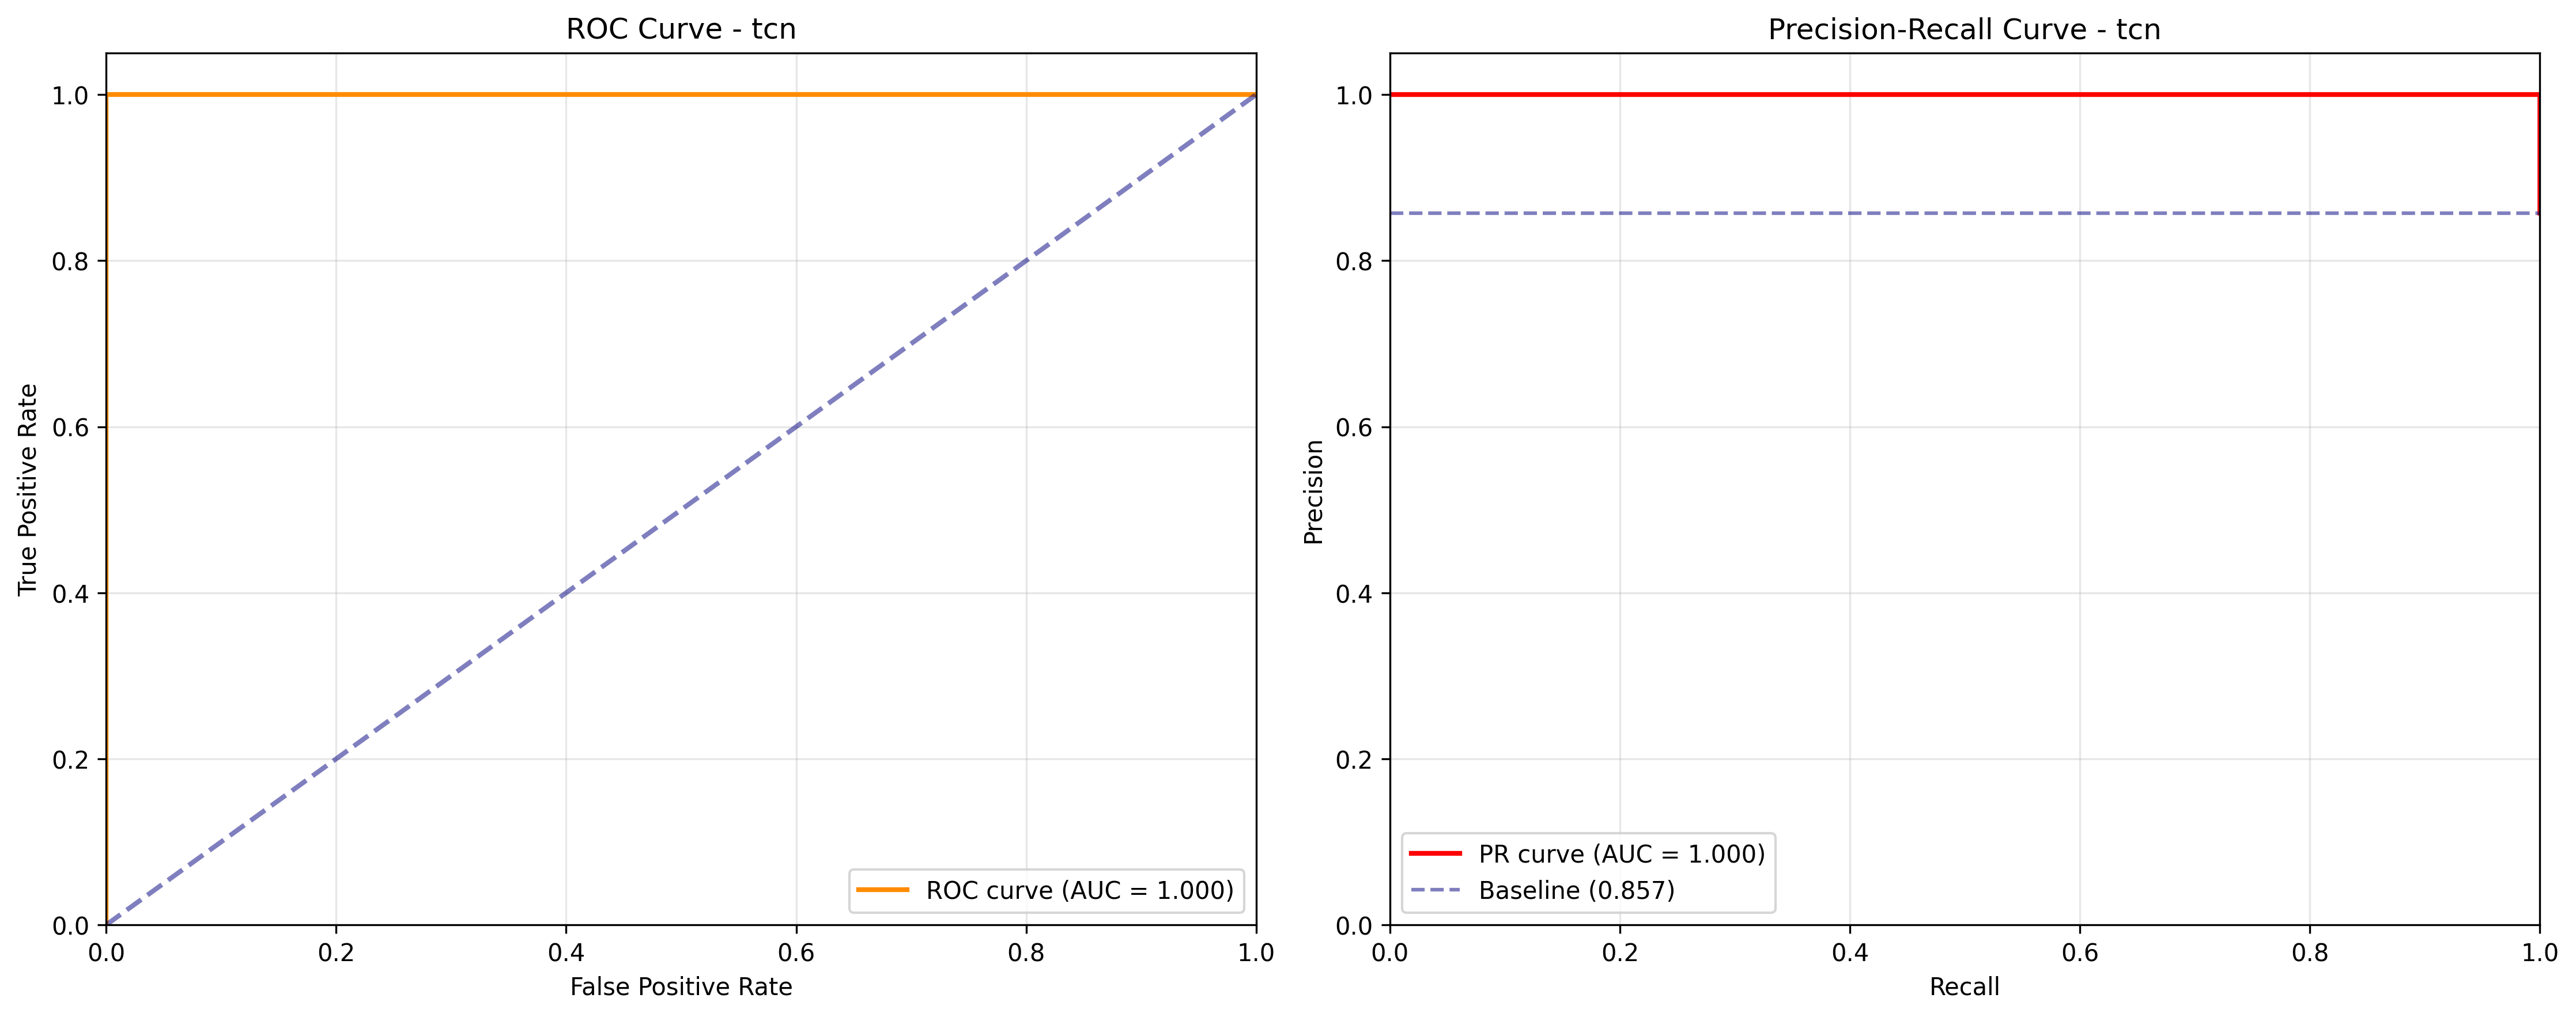 ROC Curve - tcn
True Positive Rate
1.0
0.8
0.6
0.4
0.2
0.0
0.0 0.2 0.4 0.6 0.8 1.0
False Positive Rate
ROC curve (AUC = 1.000)
Precision-Recall Curve - tcn
Precision
1.0
0.8
0.6
0.4
0.2
0.0
0.0 0.2 0.4 0.6 0.8 1.0
Recall
PR curve (AUC = 1.000)
Baseline (0.857)